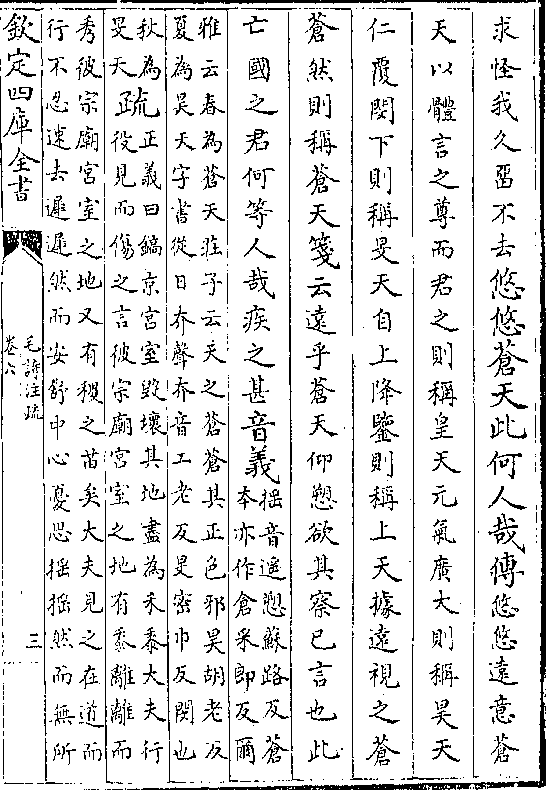 求怪我久留不去悠悠蒼天此何人哉傳悠悠遠意蒼
天以體言之尊而君之則稱皇天元氣廣大則稱昊天
仁覆閔下則稱旻天自上降鑒則稱上天據遠視之蒼
蒼然則稱蒼天箋云遠乎蒼天仰愬欲其察已言也此
亡國之君何等人哉疾之甚音義
揺音遥愬蘇路反蒼
本亦作倉采郎反爾
雅云春為蒼天荘子云天之蒼蒼其正色邪昊胡老反
夏為昊天字書從日夰聲夰音工老反旻密巾反閔也
秋為
旻天
疏
正義曰鎬京宮室毀壞其地盡為禾黍大夫行
役見而傷之言彼宗廟宮室之地有黍離離而
秀彼宗廟宮室之地又有稷之苗矣大夫見之在道而
行不忍速去遲遲然而安舒中心憂思揺揺然而無所
欽定四庫全書
毛詩注疏
卷六
三